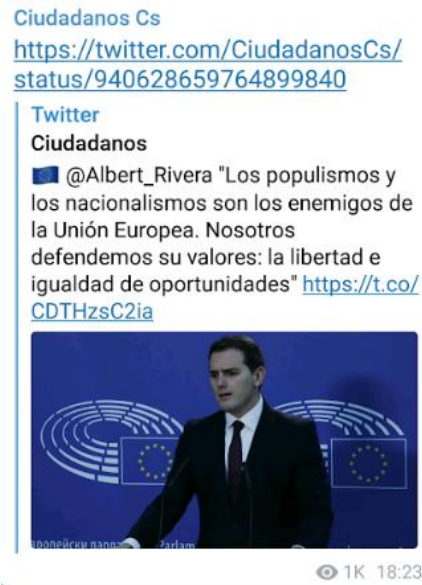 Ciudadanos Cs
https://twitter.com/CiudadanosCs/
status/940628659764899840
Twitter
Ciudadanos
🇪🇺 @Albert_Rivera "Los populismos y
los nacionalismos son los enemigos de
la Unión Europea. Nosotros
defendemos su valores: la libertad e
igualdad de oportunidades" https://t.co/
CDTHzsC2ia
Parlam
1K 18:23